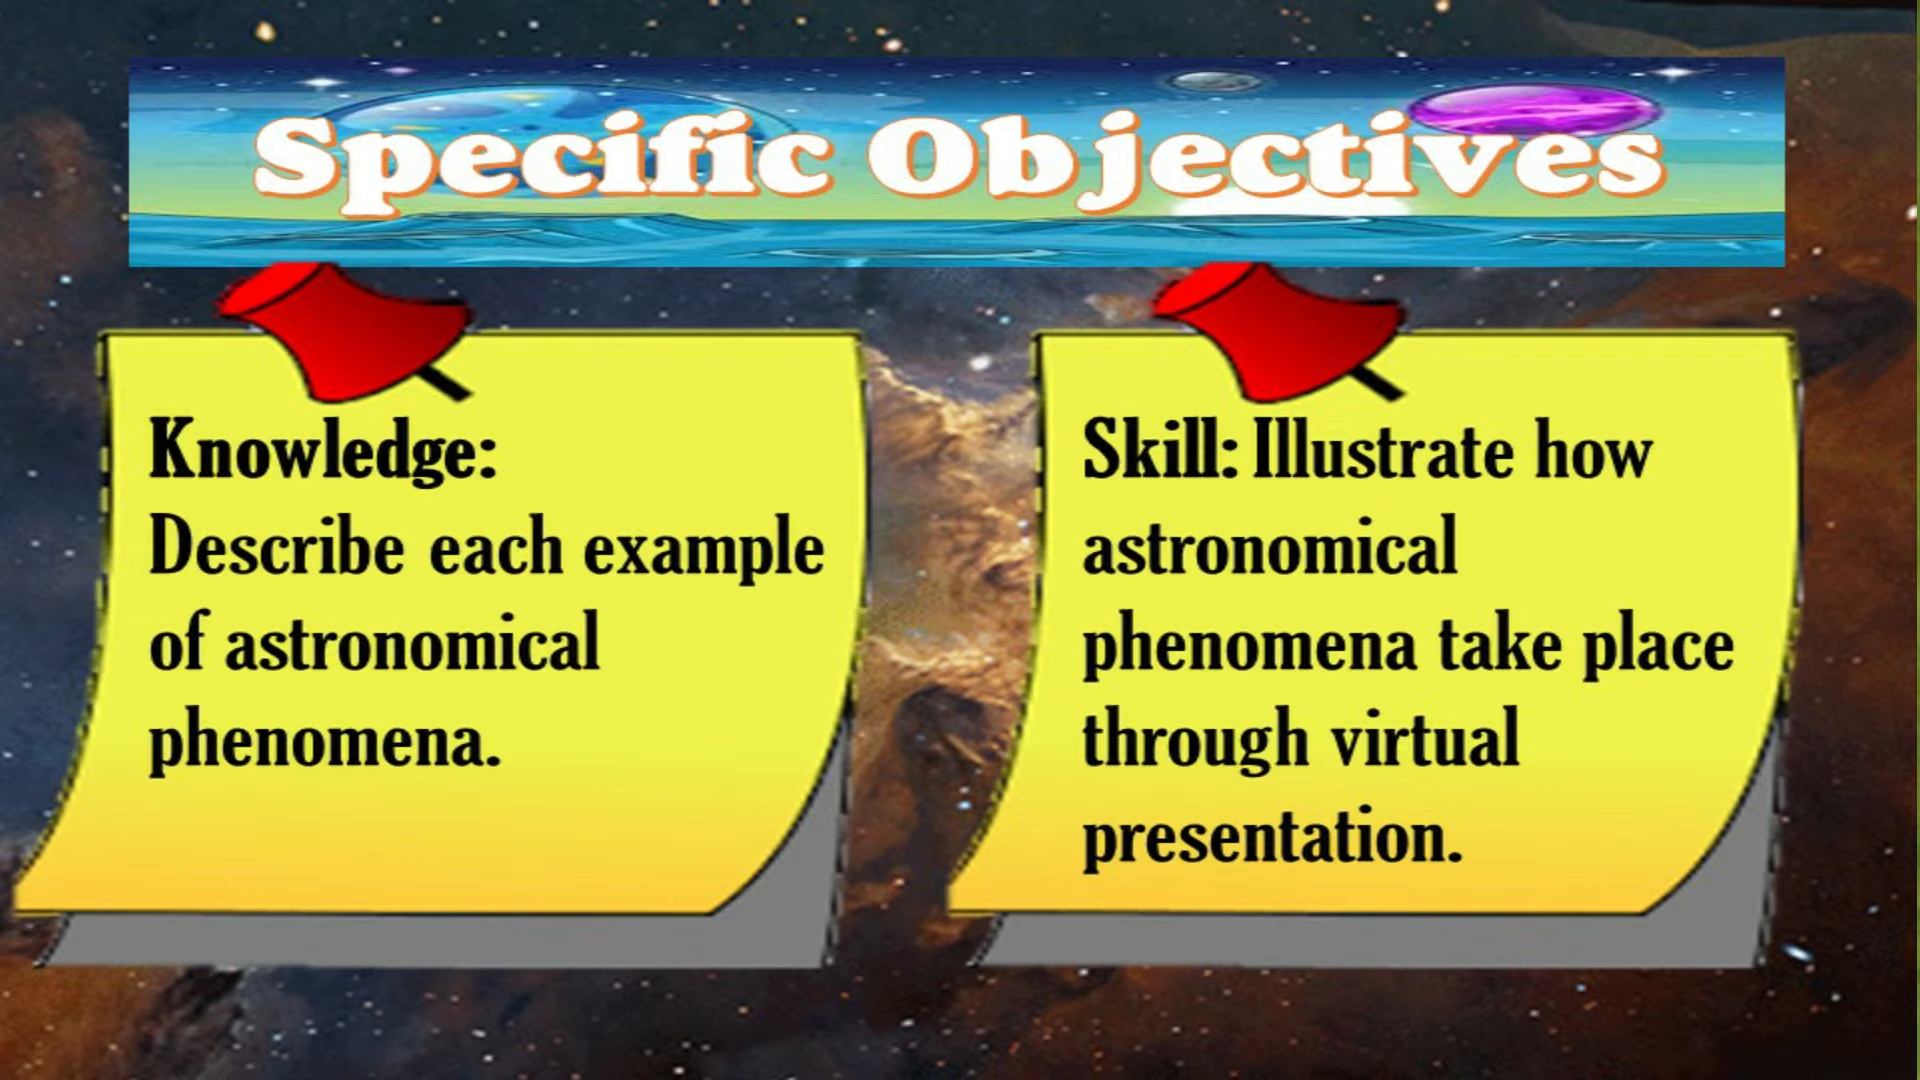 Specific Objectives
Knowledge:
Describe each example
of astronomical
phenomena.
Skill: Illustrate how
astronomical
phenomena take place
through virtual
presentation.